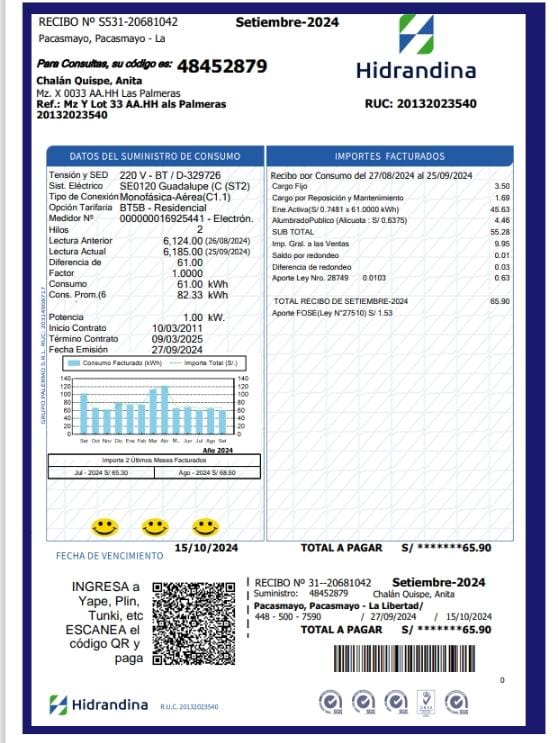 RECIBO Nº S531-20681042
Setiembre-2024
Pacasmayo, Pacasmayo - La
Hidrandina
Para Consultas, su código es: 48452879
Chalán Quispe, Anita
Mz. X 0033 AA.HH Las Palmeras
Ref.: Mz Y Lot 33 AA.HH als Palmeras
20132023540
RUC: 20132023540
DATOS DEL SUMINISTRO DE CONSUMO
Tensión y SED 220 V - BT / D-329726
Sist. Eléctrico SE0120 Guadalupe (C (ST2)
Tipo de Conexión Monofásica-Aérea(C1.1)
Opción Tarifaria BT5B - Residencial
Medidor Nº 000000016925441 - Electrón.
Hilos 2
Lectura Anterior 6,124.00 (26/08/2024)
Lectura Actual 6,185.00 (25/09/2024)
Diferencia de 61.00
Factor 1.0000
Consumo 61.00 kWh
Cons. Prom.(6 82.33 kWh
Potencia 1.00 kW.
Inicio Contrato 10/03/2011
Término Contrato 09/03/2025
Fecha Emisión 27/09/2024
Consumo Facturado (kWh) Importe Total (S/.)
140 140
120 120
100 100
80 80
60 60
40 40
20 20
0 0
Set Oct Nov Dic Ene Feb Mar Abr M.. Jun Jul Ago Set
Año 2024
Importe 2 Últimos Meses Facturados
Jul - 2024 S/ 65.30 Ago - 2024 S/ 68.50
GRUPO PALERMO S.R.L. RUC:
IMPORTES FACTURADOS
Recibo por Consumo del 27/08/2024 al 25/09/2024
Cargo Fijo 3.50
Cargo por Reposición y Mantenimiento 1.69
Ene.Activa(S/ 0.7481 x 61.0000 kWh) 45.63
AlumbradoPublico (Alicuota : S/ 0.6375) 4.46
SUB TOTAL 55.28
Imp. Gral. a las Ventas 9.95
Saldo por redondeo 0.01
Diferencia de redondeo 0.03
Aporte Ley Nro. 28749 0.0103 0.63
TOTAL RECIBO DE SETIEMBRE-2024 65.90
Aporte FOSE(Ley N°27510) S/ 1.53
FECHA DE VENCIMIENTO 15/10/2024
TOTAL A PAGAR S/ *******65.90
INGRESA a
Yape, Plin,
Tunki, etc
ESCANEA el
código QR y
paga
RECIBO Nº 31--20681042 Setiembre-2024
Suministro: 48452879 Chalán Quispe, Anita
Pacasmayo, Pacasmayo - La Libertad/
448 - 500 - 7590 / 27/09/2024 / 15/10/2024
TOTAL A PAGAR S/ *******65.90
0
Hidrandina R.U.C. 20132023540
SGS SGS SGS SGS